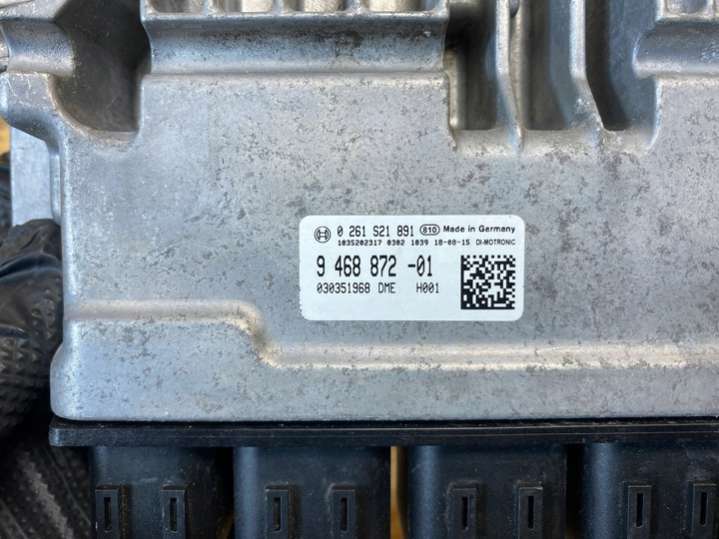 0 261 S21 891 810 Made in Germany
1035202317 0302 1039 18-08-15 DI-MOTRONIC
9 468 872 -01
030351968 DME H001